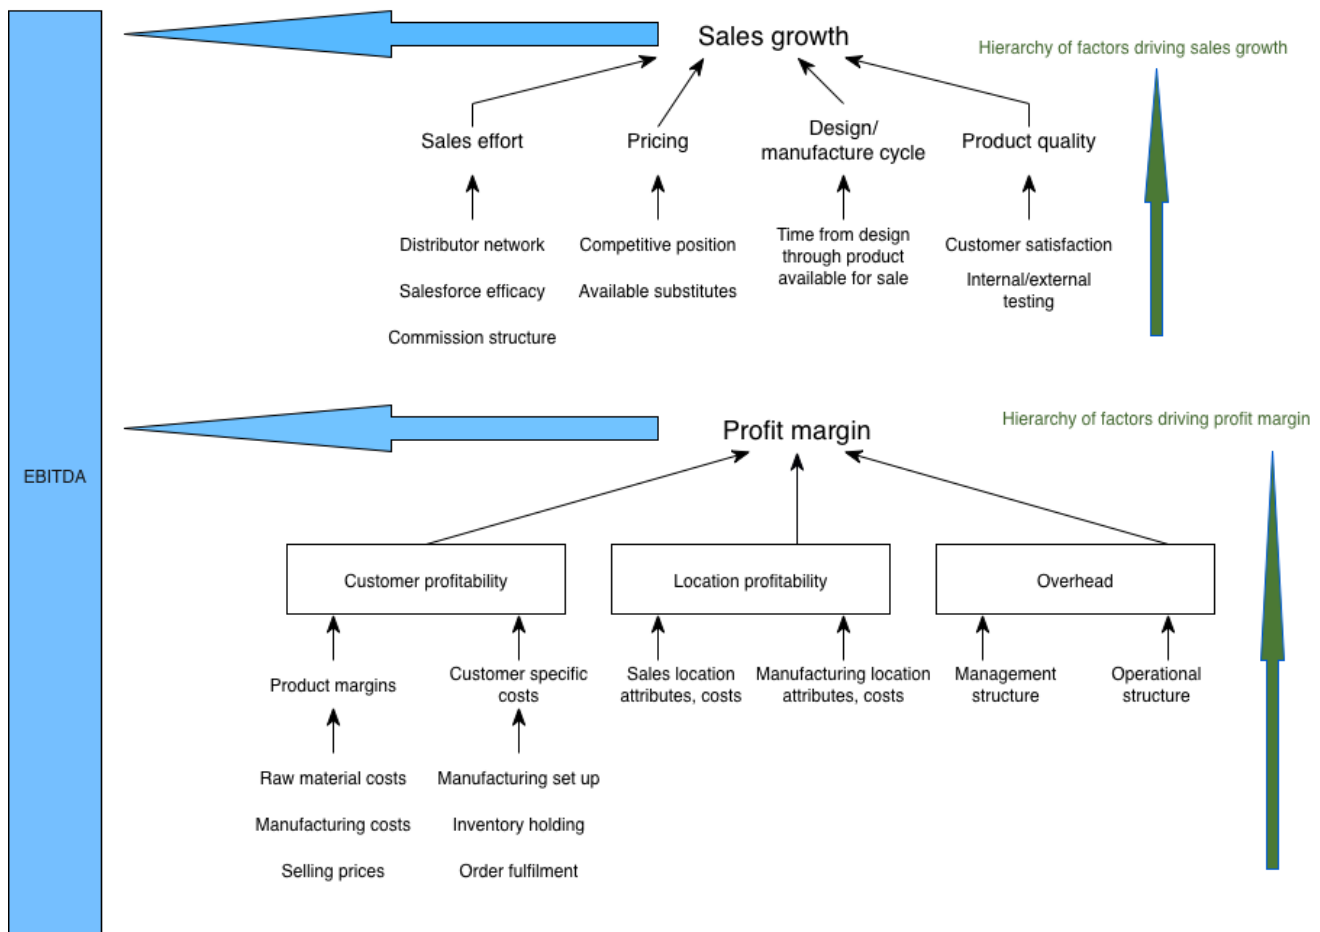 Sales growth
Hierarchy of factors driving sales growth
Sales effort
Pricing
Design/
manufacture cycle
Product quality
Distributor network
Salesforce efficacy
Commission structure
Competitive position
Available substitutes
Time from design
through product
available for sale
Customer satisfaction
Internal/external
testing
EBITDA
Profit margin
Hierarchy of factors driving profit margin
Customer profitability
Location profitability
Overhead
Product margins
Customer specific
costs
Sales location
attributes, costs
Manufacturing location
attributes, costs
Management
structure
Operational
structure
Raw material costs
Manufacturing costs
Selling prices
Manufacturing set up
Inventory holding
Order fulfilment